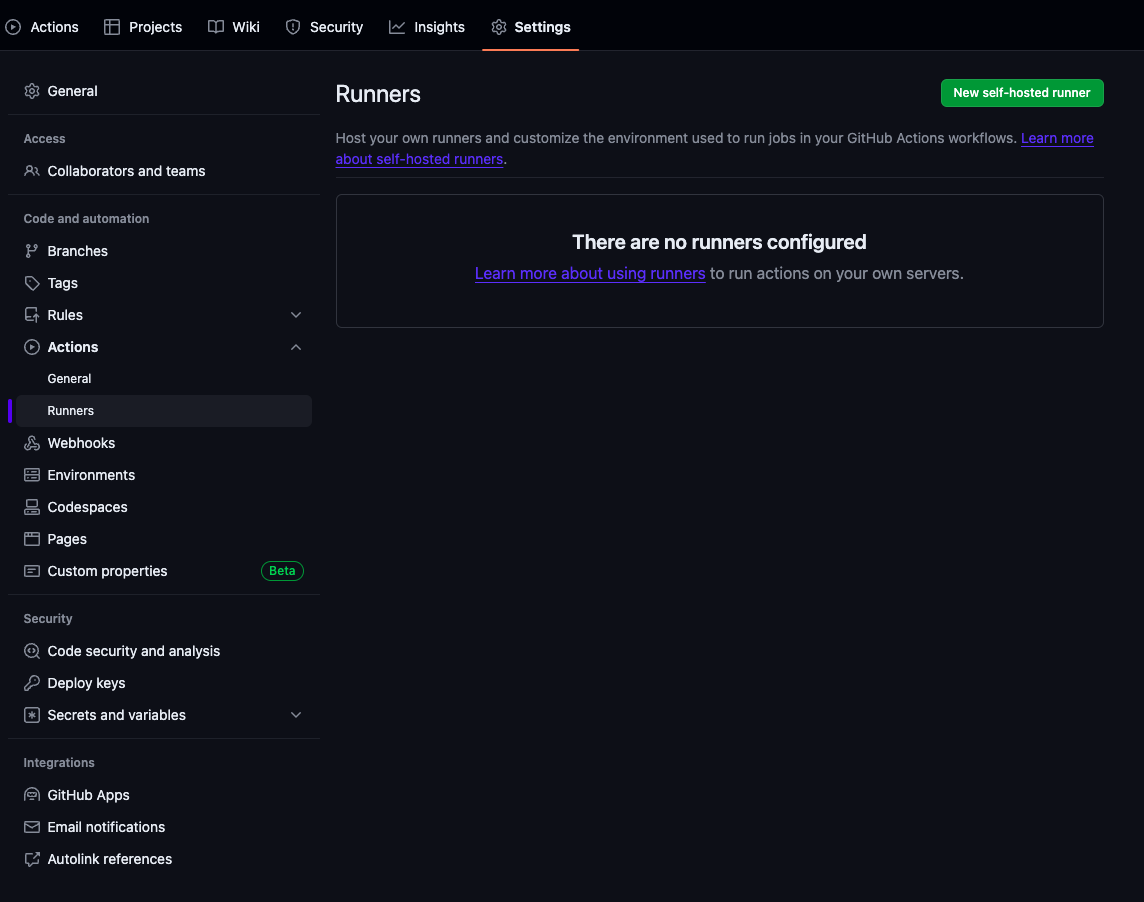 Actions Projects Wiki Security Insights Settings
General
Access
Collaborators and teams
Code and automation
Branches
Tags
Rules
Actions
General
Runners
Webhooks
Environments
Codespaces
Pages
Custom properties Beta
Security
Code security and analysis
Deploy keys
Secrets and variables
Integrations
GitHub Apps
Email notifications
Autolink references
Runners
New self-hosted runner
Host your own runners and customize the environment used to run jobs in your GitHub Actions workflows. Learn more
about self-hosted runners.
There are no runners configured
Learn more about using runners to run actions on your own servers.